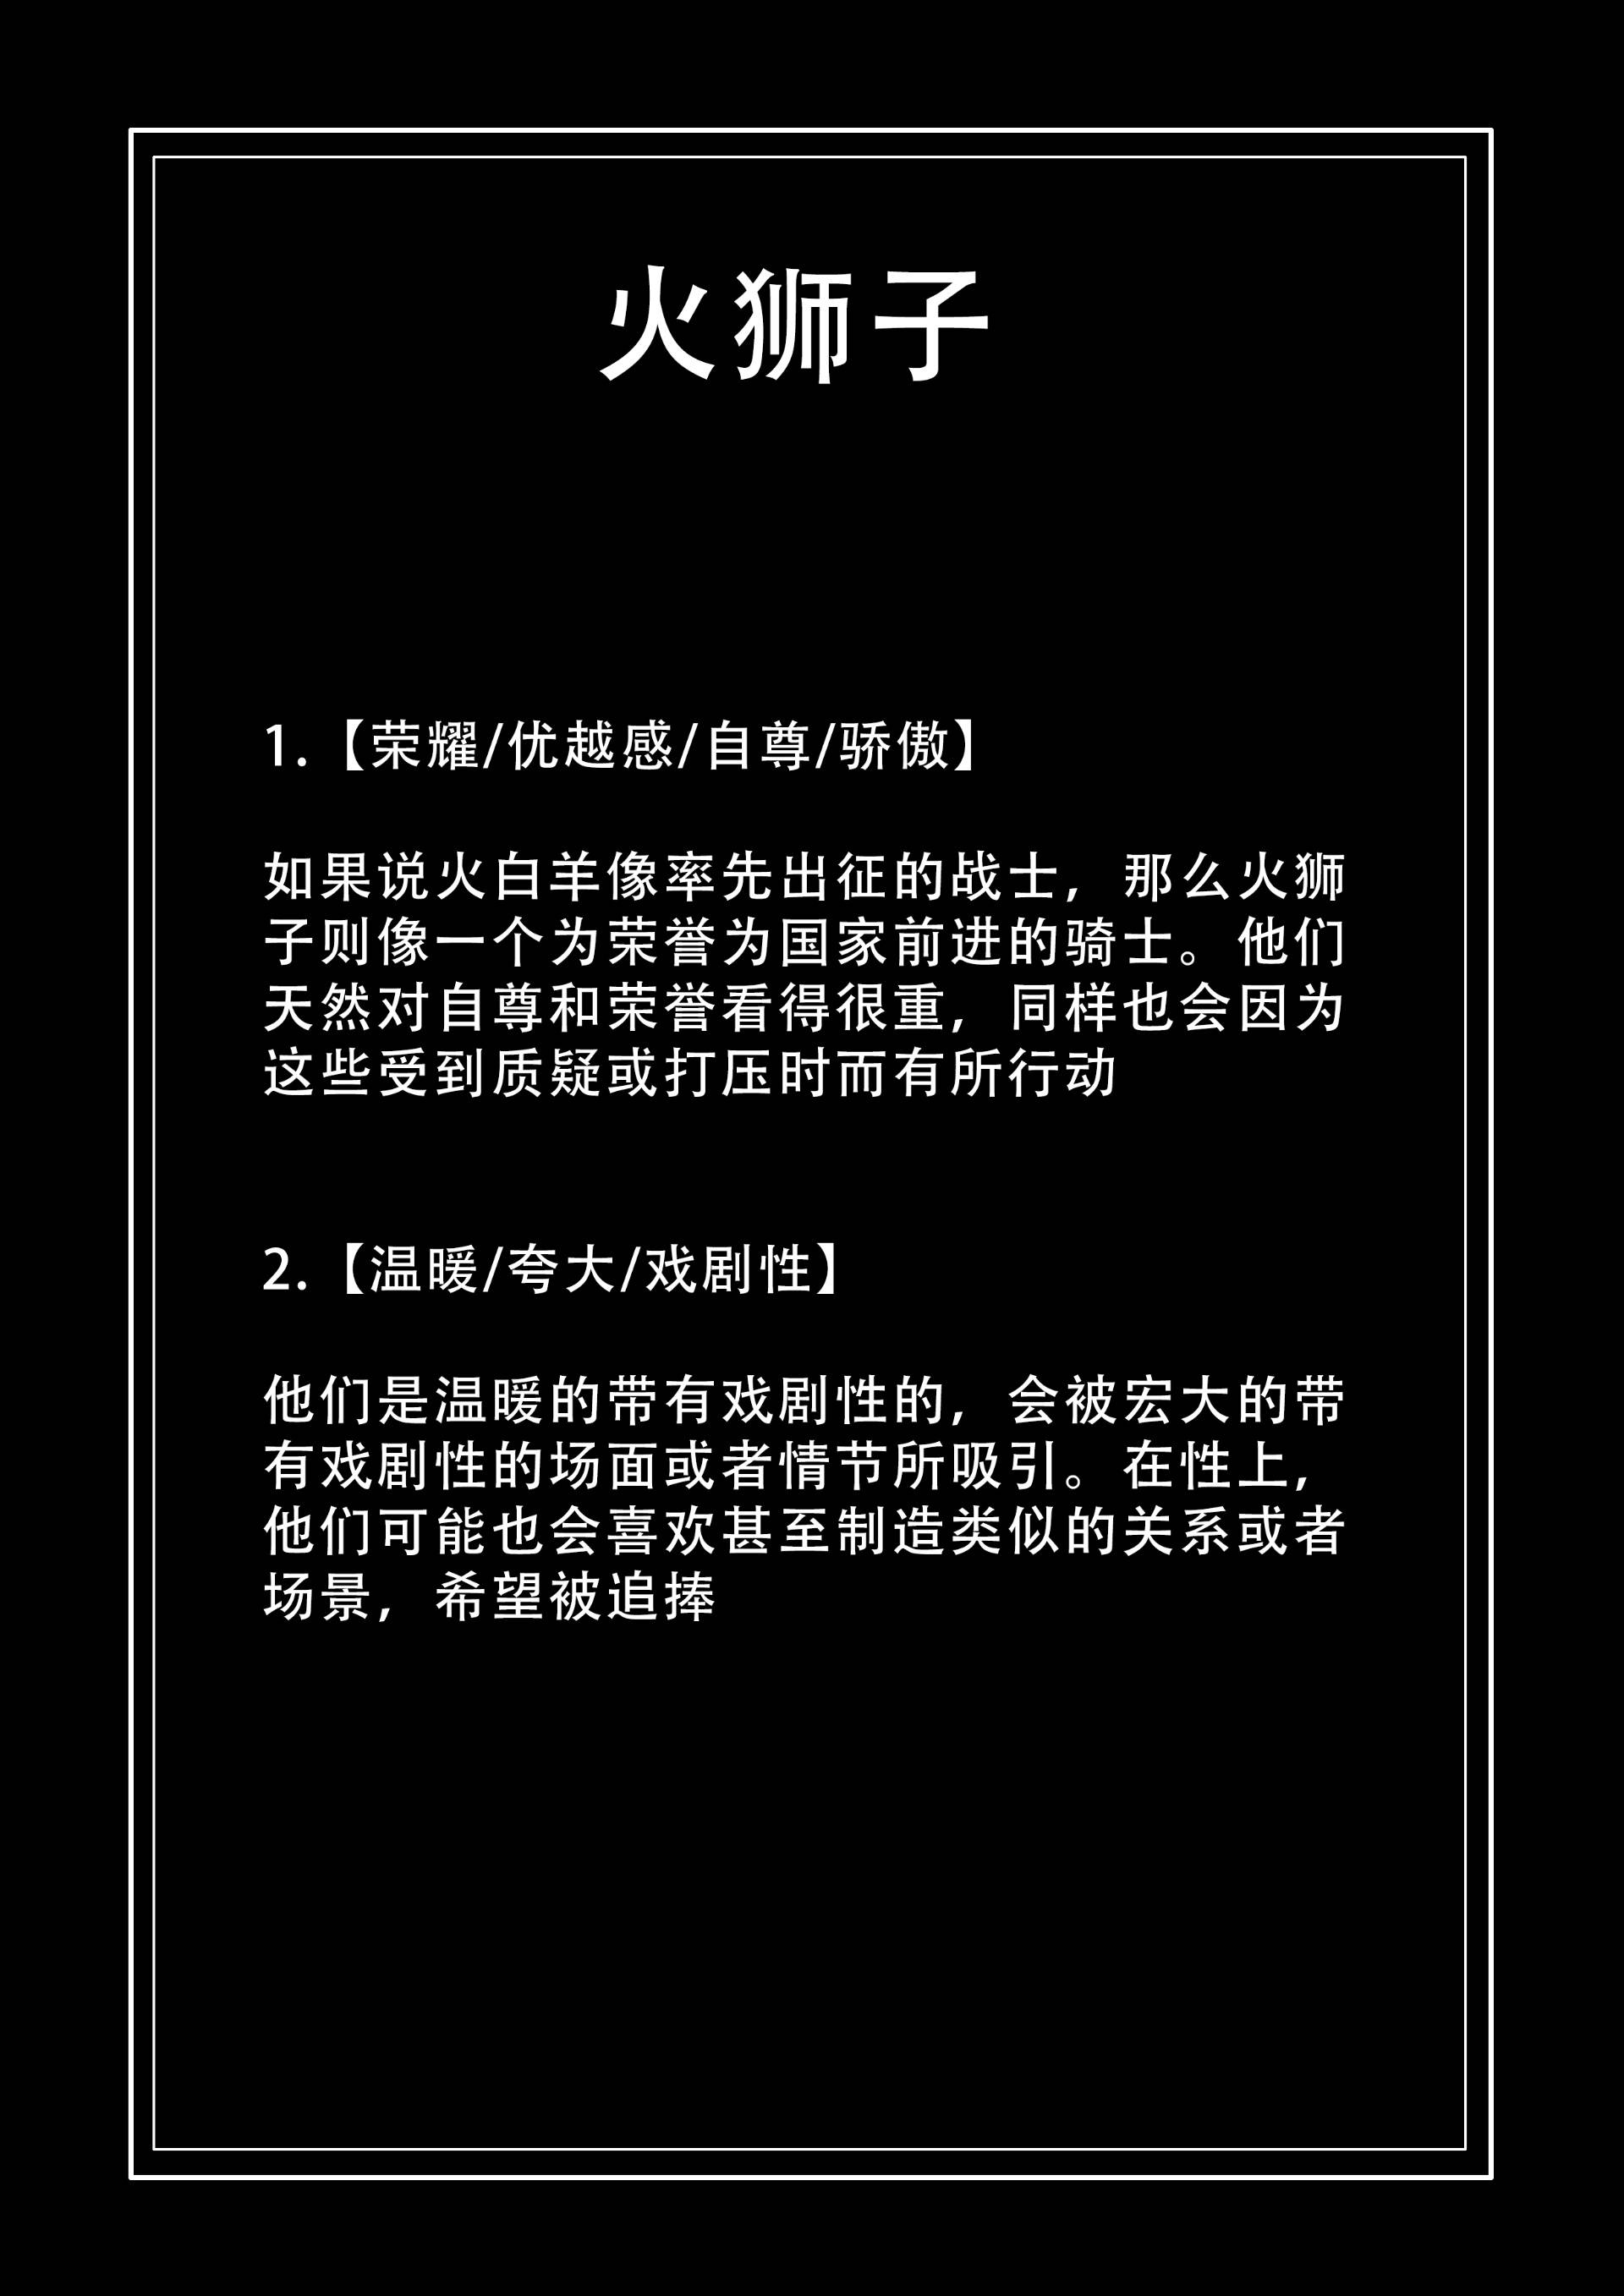 火狮子
1.【荣耀/优越感/自尊/骄傲】
如果说火白羊像率先出征的战士，那么火狮
子则像一个为荣誉为国家前进的骑士。他们
天然对自尊和荣誉看得很重，同样也会因为
这些受到质疑或打压时而有所行动
2.【温暖/夸大/戏剧性】
他们是温暖的带有戏剧性的，会被宏大的带
有戏剧性的场面或者情节所吸引。在性上，
他们可能也会喜欢甚至制造类似的关系或者
场景，希望被追捧